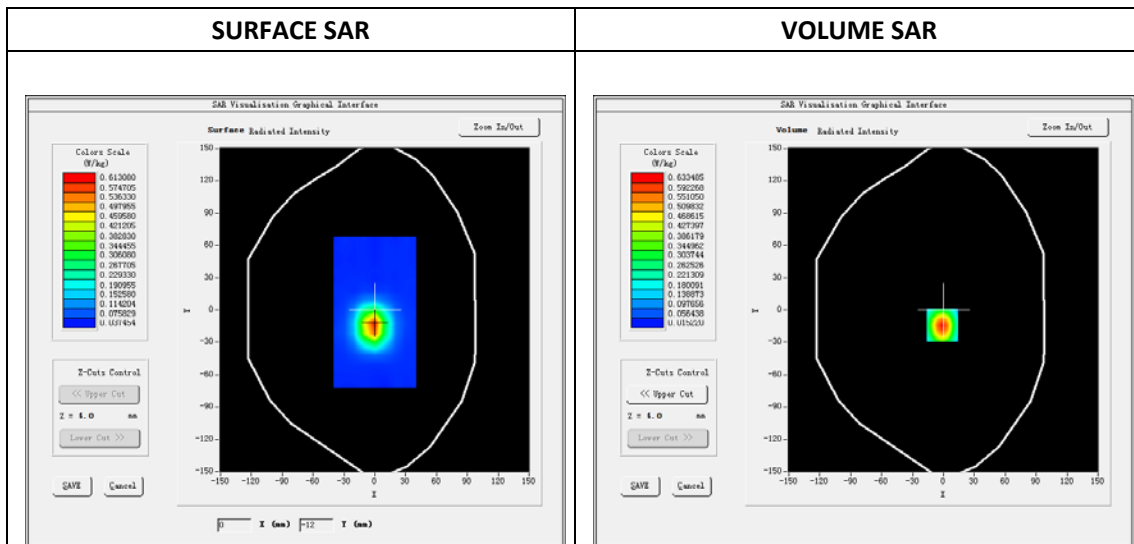 SURFACE SAR
VOLUME SAR
SAR Visualisation Graphical Interface
Surface Radiated Intensity
Zoom In/Out
Colors Scale
(W/kg)
0.613080
0.574705
0.536330
0.497955
0.459580
0.421205
0.382830
0.344455
0.306080
0.267705
0.229330
0.190955
0.152580
0.114204
0.075829
0.037454
150
120
90
60
30
0
-30
-60
-90
-120
-150
Y
-150 -120 -90 -60 -30 0 30 60 90 120 150
X
Z-Cuts Control
<< Upper Cut
Z = 4.0 mm
Lower Cut >>
SAVE Cancel
0 X (mm) -12 Y (mm)
SAR Visualisation Graphical Interface
Volume Radiated Intensity
Zoom In/Out
Colors Scale
(W/kg)
0.633485
0.592268
0.551050
0.509832
0.468615
0.427397
0.386179
0.344962
0.303744
0.262526
0.221309
0.180091
0.138873
0.097656
0.056438
0.015220
150
120
90
60
30
0
-30
-60
-90
-120
-150
Y
-150 -120 -90 -60 -30 0 30 60 90 120 150
X
Z-Cuts Control
<< Upper Cut
Z = 4.0 mm
Lower Cut >>
SAVE Cancel